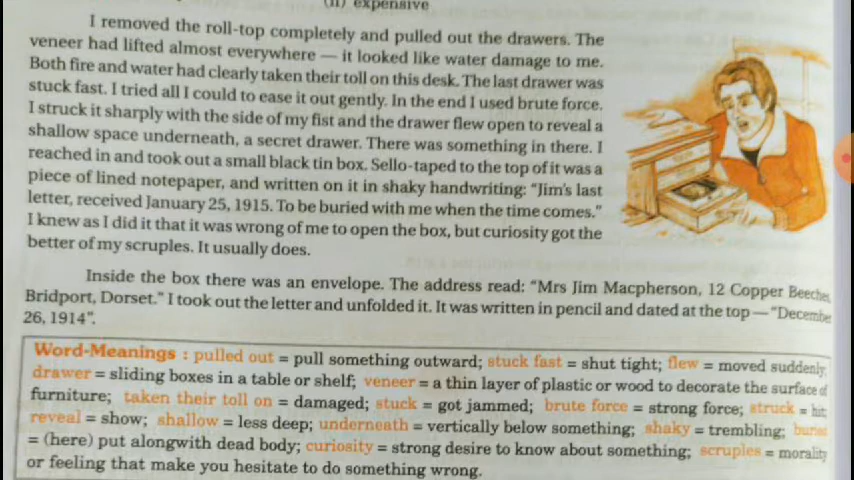 (ii) expensive
I removed the roll-top completely and pulled out the drawers. The
veneer had lifted almost everywhere — it looked like water damage to me.
Both fire and water had clearly taken their toll on this desk. The last drawer was
stuck fast. I tried all I could to ease it out gently. In the end I used brute force.
I struck it sharply with the side of my fist and the drawer flew open to reveal a
shallow space underneath, a secret drawer. There was something in there. I
reached in and took out a small black tin box. Sello-taped to the top of it was a
piece of lined notepaper, and written on it in shaky handwriting: “Jim’s last
letter, received January 25, 1915. To be buried with me when the time comes.”
I knew as I did it that it was wrong of me to open the box, but curiosity got the
better of my scruples. It usually does.
Inside the box there was an envelope. The address read: “Mrs Jim Macpherson, 12 Copper Beeches
Bridport, Dorset.” I took out the letter and unfolded it. It was written in pencil and dated at the top — “December
26, 1914”.
Word-Meanings : pulled out = pull something outward; stuck fast = shut tight; flew = moved suddenly
drawer = sliding boxes in a table or shelf; veneer = a thin layer of plastic or wood to decorate the surface of
furniture; taken their toll on = damaged; stuck = got jammed; brute force = strong force; struck = hit;
reveal = show; shallow = less deep; underneath = vertically below something; shaky = trembling;
= (here) put alongwith dead body; curiosity = strong desire to know about something; scruples = morality
or feeling that make you hesitate to do something wrong.